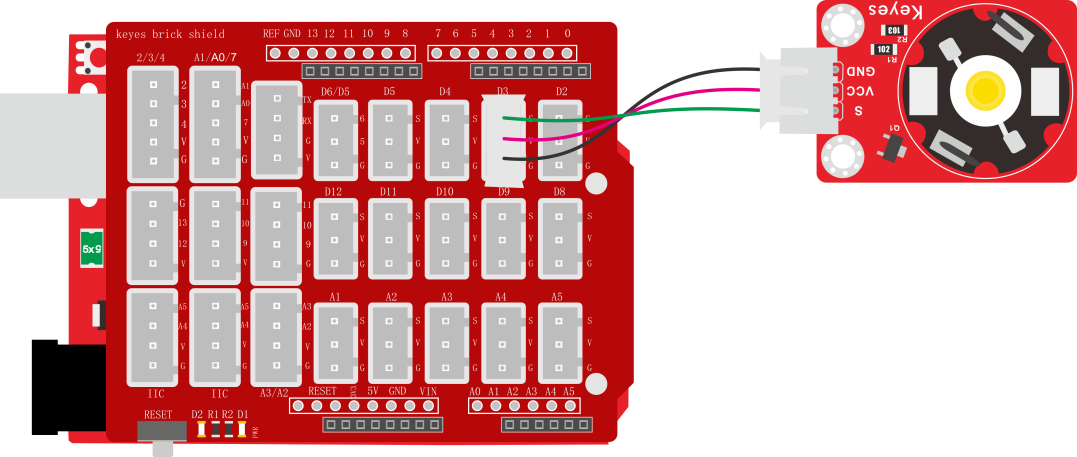 keyes brick shield
REF GND 13 12 11 10 9 8
7 6 5 4 3 2 1 0
2/3/4
A1/A0/7
2
3
4
V
G
A1
A0
7
V
G
TX
RX
G
V
D6/D5
6
5
V
G
D5
S
V
G
D4
S
V
G
D3
D2
S
V
G
G
13
12
V
11
10
9
V
G
11
10
9
G
D12
S
V
G
D11
S
V
G
D10
S
V
G
D9
S
V
G
D8
S
V
G
A5
A4
V
G
A5
A4
V
G
A3
A2
V
G
A1
S
V
G
A2
S
V
G
A3
S
V
G
A4
S
V
G
A5
S
V
G
IIC
IIC
A3/A2
RESET 3V3 5V GND VIN
A0 A1 A2 A3 A4 A5
RESET
D2 R1 R2 D1
PWR
5x9
Keyes
103
R2
102
R1
GND
VCC
S
Q1